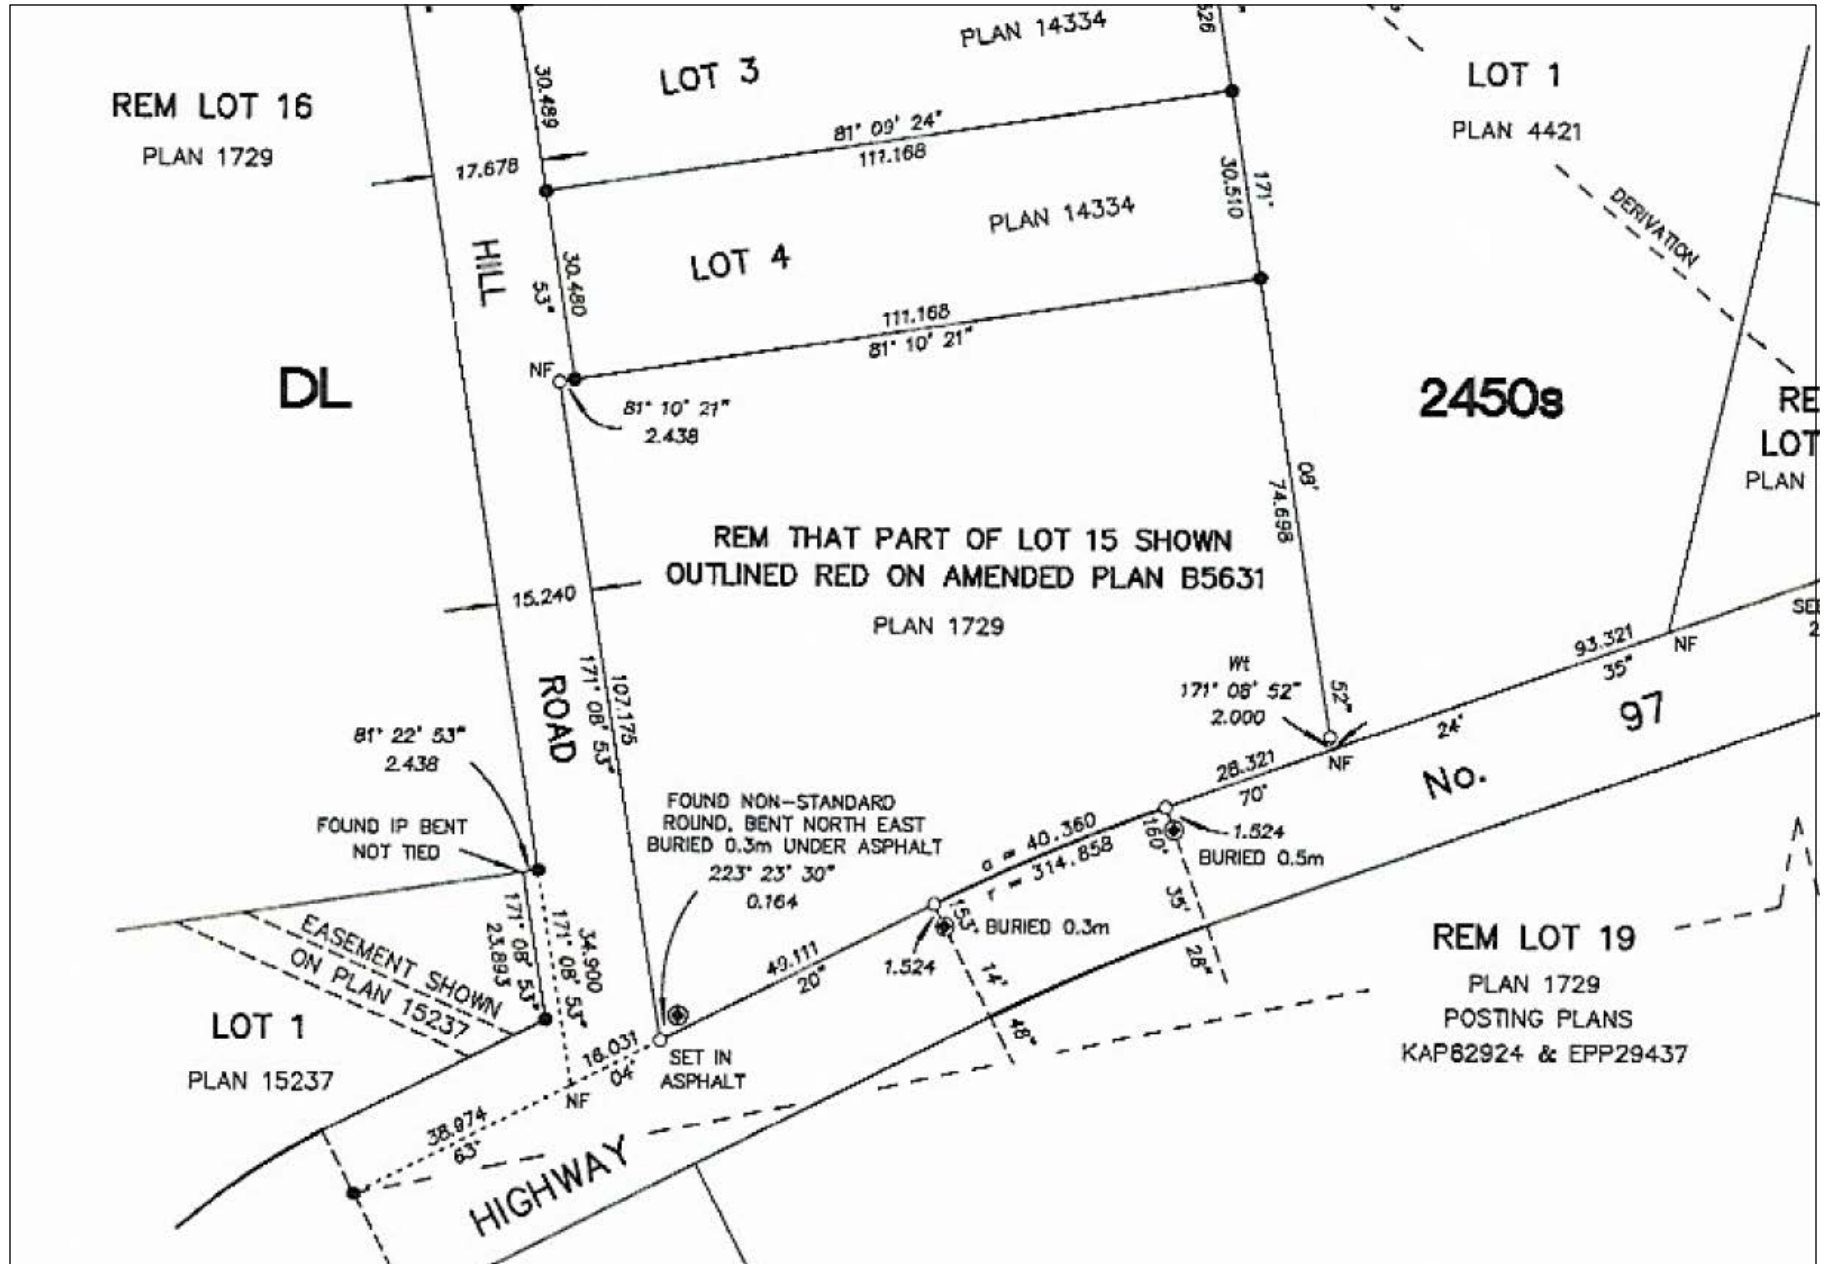 LOT 3
PLAN 14334
30.489
REM LOT 16
PLAN 1729
LOT 1
PLAN 4421
81° 09' 24"
111.168
17.678
171°
30.510
PLAN 14334
DERIVATION
HILL
LOT 4
30.480
53"
111.168
81° 10' 21"
NF
81° 10' 21"
2.438
DL
2450s
RE
LOT
PLAN
08'
74.698
REM THAT PART OF LOT 15 SHOWN
OUTLINED RED ON AMENDED PLAN B5631
PLAN 1729
15.240
ROAD
107.175
171° 08' 53"
Wt
171° 08' 52"
2.000
52"
NF
93.321
35"
NF
24'
97
No.
81° 22' 53"
2.438
FOUND IP BENT
NOT TIED
FOUND NON-STANDARD
ROUND, BENT NORTH EAST
BURIED 0.3m UNDER ASPHALT
223° 23' 30"
0.164
28.321
70°
a = 40.360
r = 314.858
160°
1.524
BURIED 0.5m
35'
28"
153°
BURIED 0.3m
1.524
14'
48"
49.111
20"
171° 08' 53"
23.893
34.900
171° 08' 53"
EASEMENT SHOWN
ON PLAN 15237
LOT 1
PLAN 15237
16.031
04'
SET IN
ASPHALT
NF
38.974
63°
HIGHWAY
REM LOT 19
PLAN 1729
POSTING PLANS
KAP62924 & EPP29437